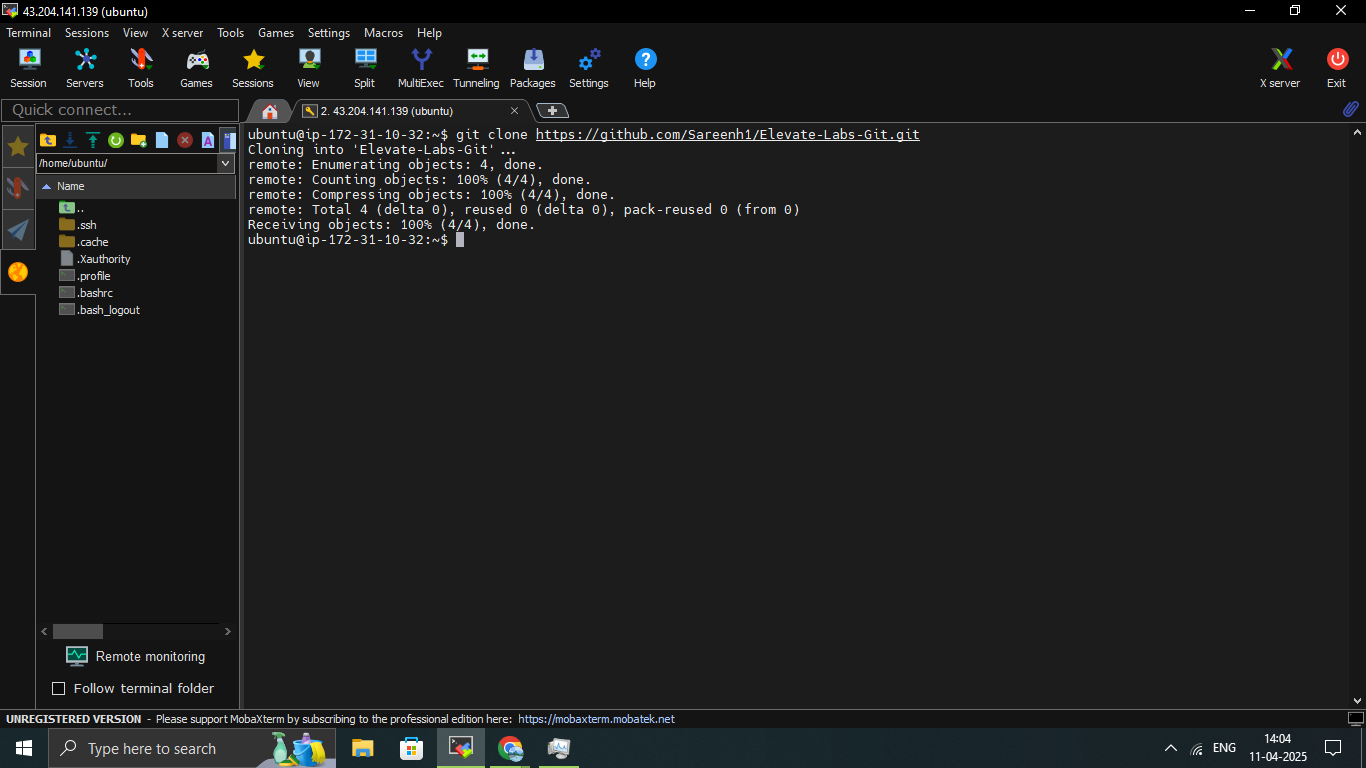 43.204.141.139 (ubuntu)
Terminal Sessions View X server Tools Games Settings Macros Help
Session Servers Tools Games Sessions View Split MultiExec Tunneling Packages Settings Help X server Exit
Quick connect...
2. 43.204.141.139 (ubuntu)
/home/ubuntu/
Name
..
.ssh
.cache
.Xauthority
.profile
.bashrc
.bash_logout
Remote monitoring
Follow terminal folder
ubuntu@ip-172-31-10-32:~$ git clone https://github.com/Sareenh1/Elevate-Labs-Git.git
Cloning into 'Elevate-Labs-Git'...
remote: Enumerating objects: 4, done.
remote: Counting objects: 100% (4/4), done.
remote: Compressing objects: 100% (4/4), done.
remote: Total 4 (delta 0), reused 0 (delta 0), pack-reused 0 (from 0)
Receiving objects: 100% (4/4), done.
ubuntu@ip-172-31-10-32:~$
UNREGISTERED VERSION - Please support MobaXterm by subscribing to the professional edition here: https://mobaxterm.mobatek.net
Type here to search
ENG
14:04
11-04-2025